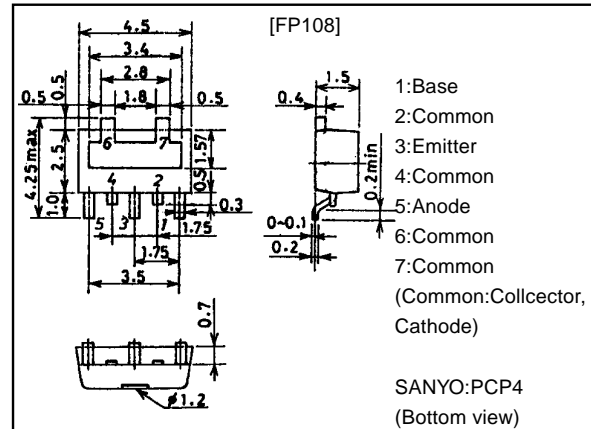 [FP108]
4.5
3.4
2.8
0.5
0.5
1.8
0.5
6
7
4.25max
2.5
1.57
0.5
1.0
4
2
0.3
5
3
1
1.75
1.75
3.5
0.7
ø1.2
1.5
0.4
0.2min
0~0.1
0.2
1:Base
2:Common
3:Emitter
4:Common
5:Anode
6:Common
7:Common
(Common:Collcector,
Cathode)
SANYO:PCP4
(Bottom view)